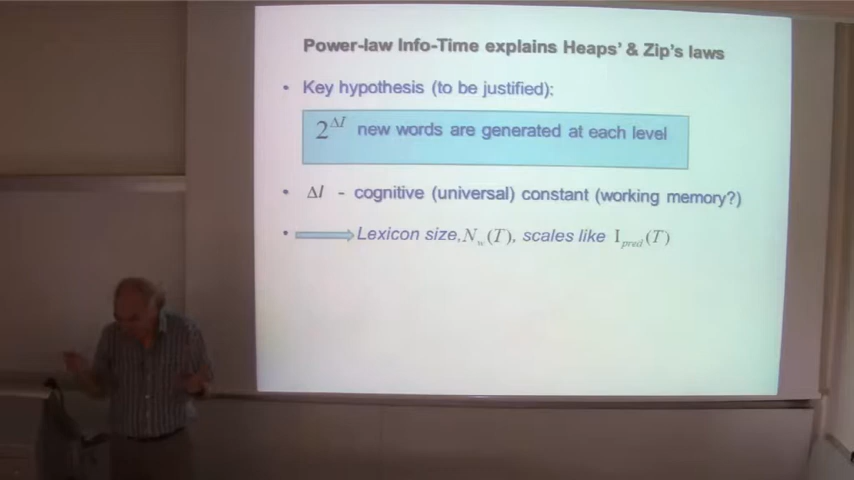 Power-law Info-Time explains Heaps' & Zip's laws
• Key hypothesis (to be justified):
2^ΔI new words are generated at each level
• ΔI - cognitive (universal) constant (working memory?)
• ⟹ Lexicon size, N_w(T), scales like I_pred(T)